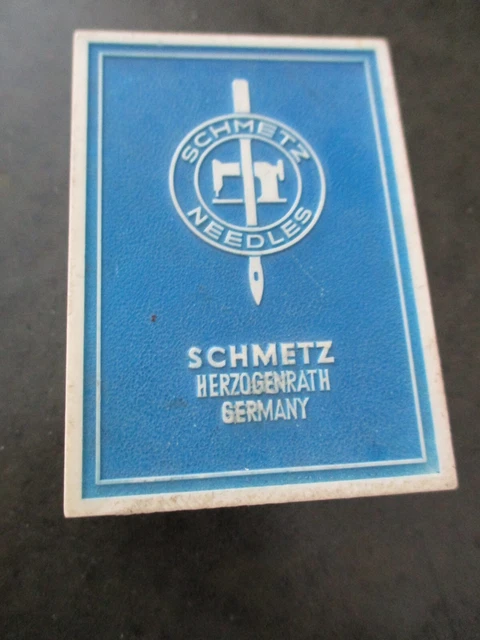 SCHMETZ
NEEDLES
SCHMETZ
HERZOGENRATH
GERMANY